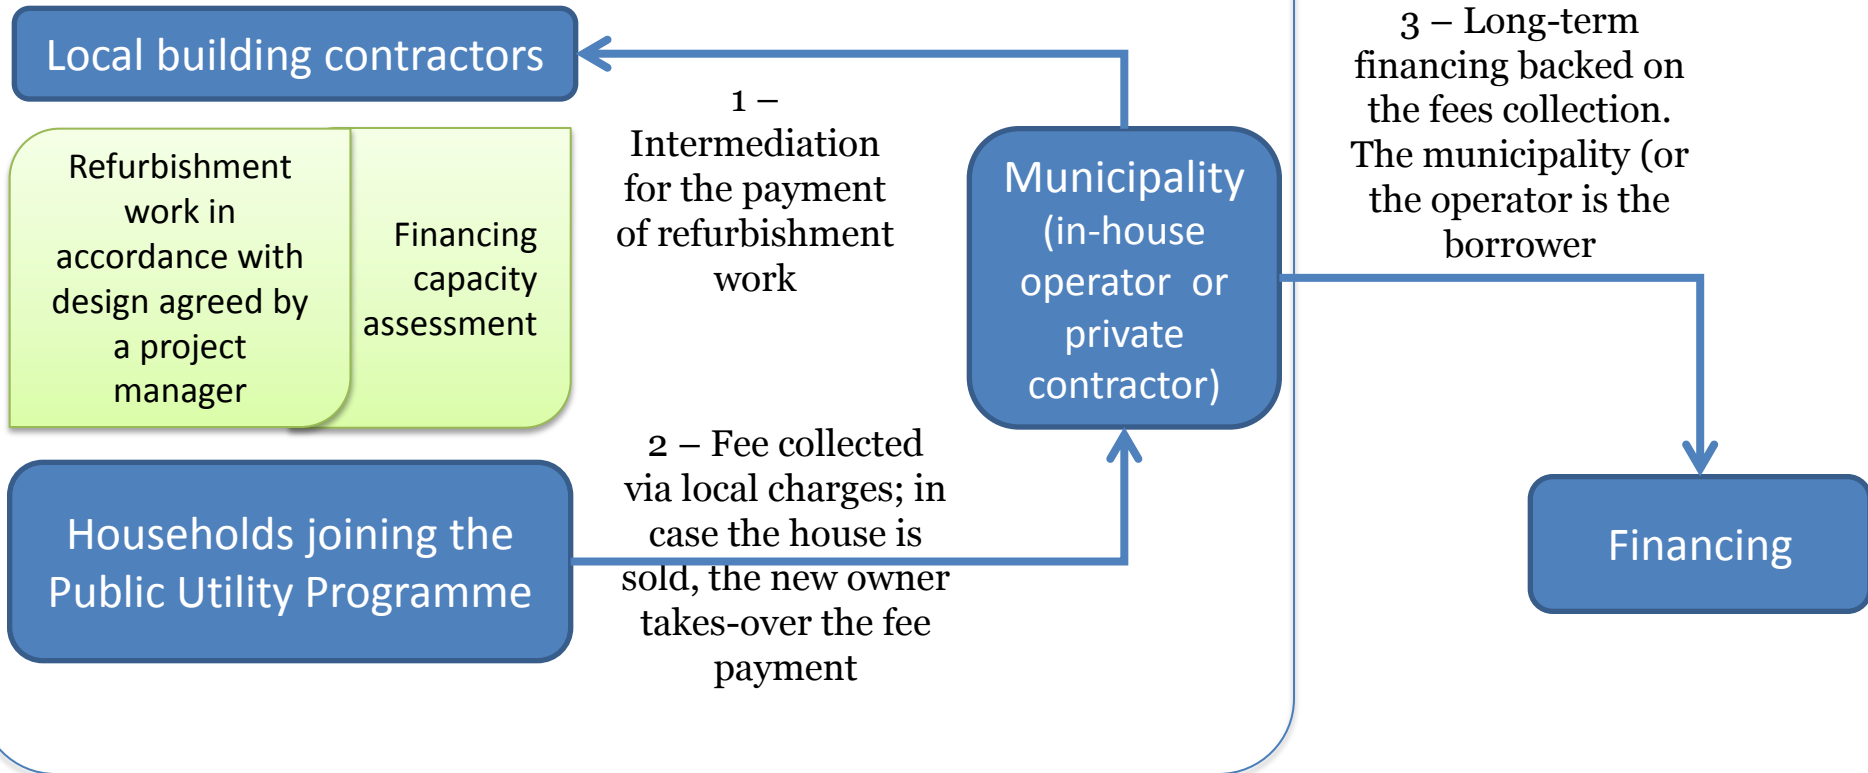 Local building contractors
Refurbishment
work in
accordance with
design agreed by
a project
manager
Financing
capacity
assessment
Households joining the
Public Utility Programme
1 –
Intermediation
for the payment
of refurbishment
work
2 – Fee collected
via local charges; in
case the house is
sold, the new owner
takes-over the fee
payment
Municipality
(in-house
operator or
private
contractor)
3 – Long-term
financing backed on
the fees collection.
The municipality (or
the operator is the
borrower
Financing